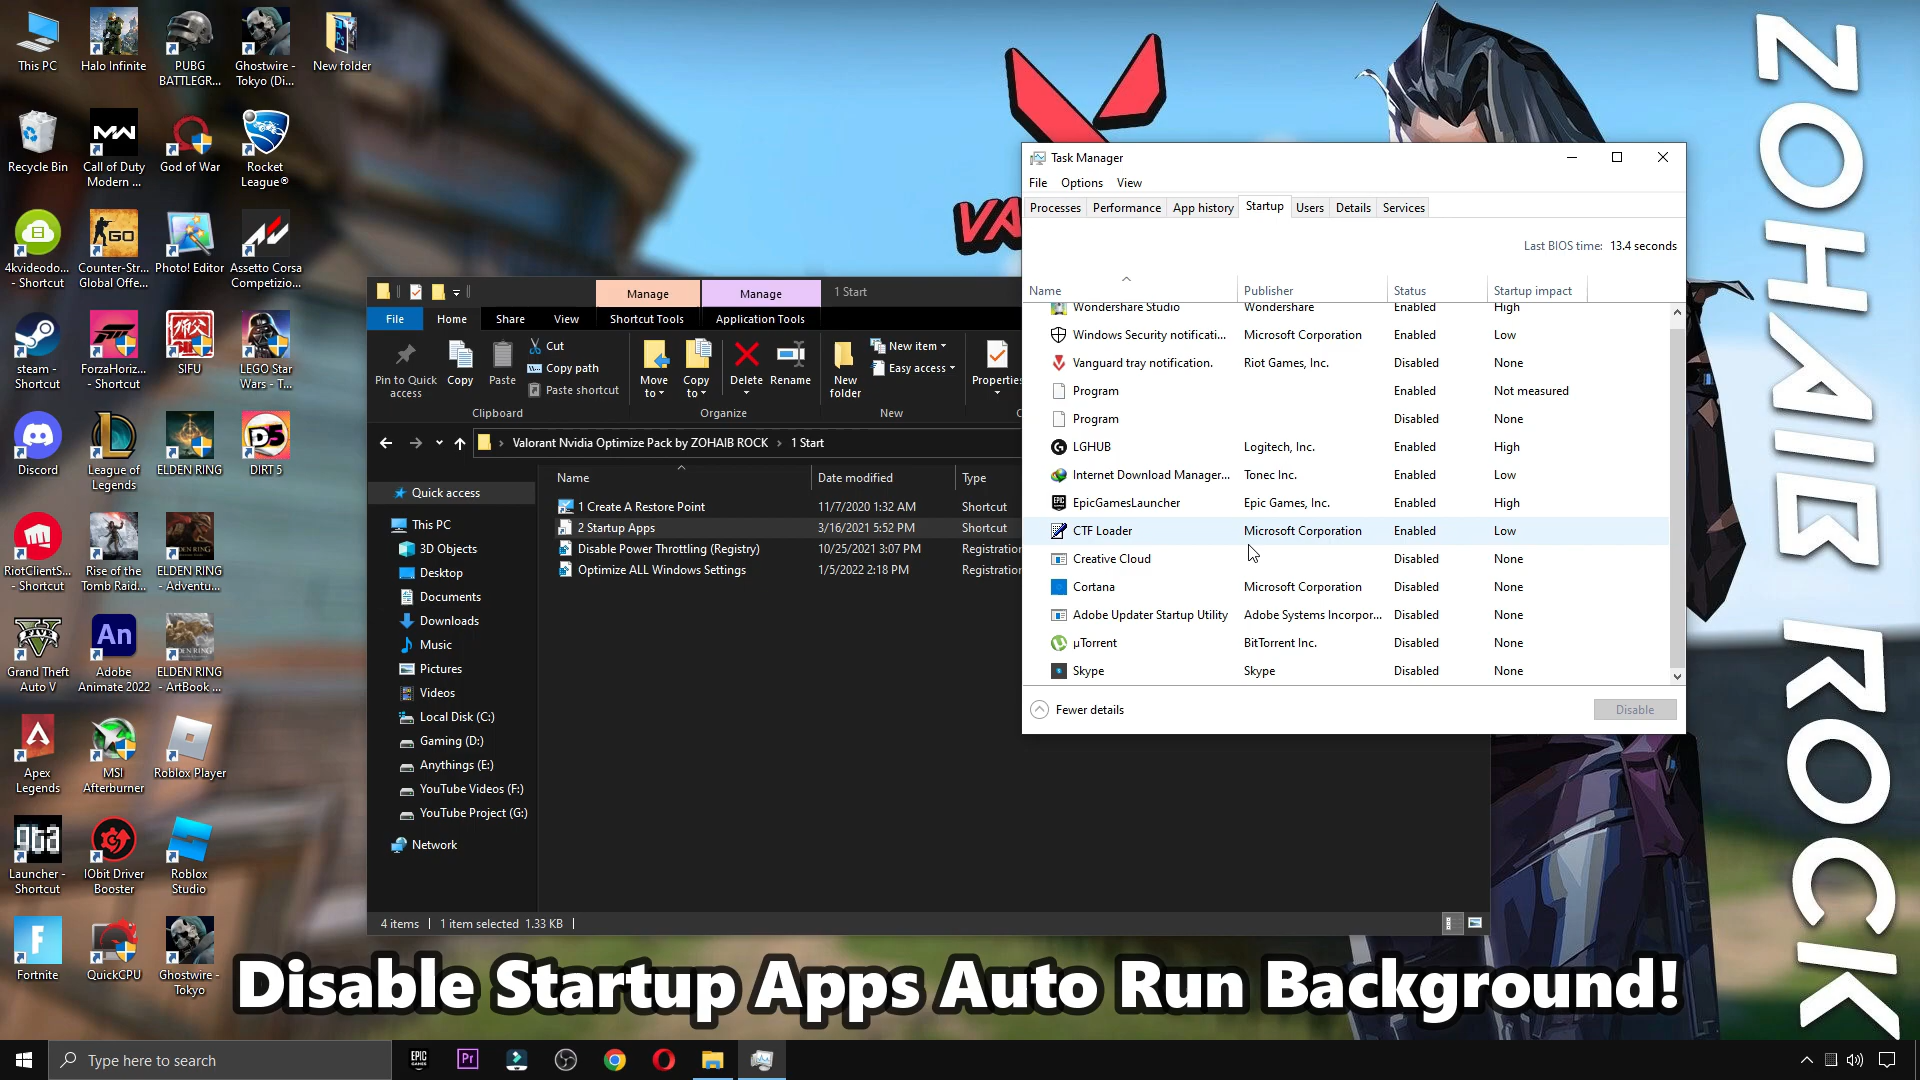 This PC
Halo Infinite
PUBG
BATTLEGR...
Ghostwire -
Tokyo (Di...
New folder
Recycle Bin
Call of Duty
Modern ...
God of War
Rocket
League®
4kvideodo...
- Shortcut
Counter-Str...
Global Offe...
Photo! Editor
Assetto Corsa
Competizio...
steam -
Shortcut
ForzaHoriz...
- Shortcut
SIFU
LEGO Star
Wars - T...
Discord
League of
Legends
ELDEN RING
DIRT 5
RiotClientS...
- Shortcut
Rise of the
Tomb Raid...
ELDEN RING
- Adventu...
Grand Theft
Auto V
Adobe
Animate 2022
ELDEN RING
- ArtBook ...
Apex
Legends
MSI
Afterburner
Roblox Player
Launcher -
Shortcut
IObit Driver
Booster
Roblox
Studio
Fortnite
QuickCPU
Ghostwire -
Tokyo
Manage
Manage
1 Start
File
Home
Share
View
Shortcut Tools
Application Tools
Pin to Quick
access
Copy
Paste
Cut
Copy path
Paste shortcut
Move
to
Copy
to
Delete
Rename
New
folder
New item
Easy access
Properties
Clipboard
Organize
New
Valorant Nvidia Optimize Pack by ZOHAIB ROCK
1 Start
Name
Date modified
Type
1 Create A Restore Point 11/7/2020 1:32 AM Shortcut
2 Startup Apps 3/16/2021 5:52 PM Shortcut
Disable Power Throttling (Registry) 10/25/2021 3:07 PM Registration
Optimize ALL Windows Settings 1/5/2022 2:18 PM Registration
Quick access
This PC
3D Objects
Desktop
Documents
Downloads
Music
Pictures
Videos
Local Disk (C:)
Gaming (D:)
Anythings (E:)
YouTube Videos (F:)
YouTube Project (G:)
Network
4 items
1 item selected 1.33 KB
Task Manager
File
Options
View
Processes
Performance
App history
Startup
Users
Details
Services
Last BIOS time: 13.4 seconds
Name Publisher Status Startup impact
Wondershare Studio Wondershare Enabled High
Windows Security notificati... Microsoft Corporation Enabled Low
Vanguard tray notification. Riot Games, Inc. Disabled None
Program Enabled Not measured
Program Disabled None
LGHUB Logitech, Inc. Enabled High
Internet Download Manager... Tonec Inc. Enabled Low
EpicGamesLauncher Epic Games, Inc. Enabled High
CTF Loader Microsoft Corporation Enabled Low
Creative Cloud Disabled None
Cortana Microsoft Corporation Disabled None
Adobe Updater Startup Utility Adobe Systems Incorpor... Disabled None
µTorrent BitTorrent Inc. Disabled None
Skype Skype Disabled None
Fewer details
Disable
VA
ZOHAIB ROCK
Disable Startup Apps Auto Run Background!
Type here to search